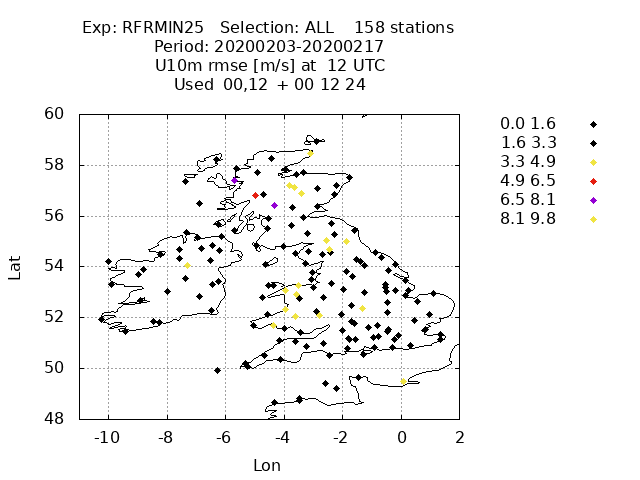 Exp: RFRMIN25 Selection: ALL 158 stations
Period: 20200203-20200217
U10m rmse [m/s] at 12 UTC
Used 00,12 + 00 12 24
60
58
56
54
52
50
48
Lat
-10 -8 -6 -4 -2 0 2
Lon
0.0 1.6
1.6 3.3
3.3 4.9
4.9 6.5
6.5 8.1
8.1 9.8